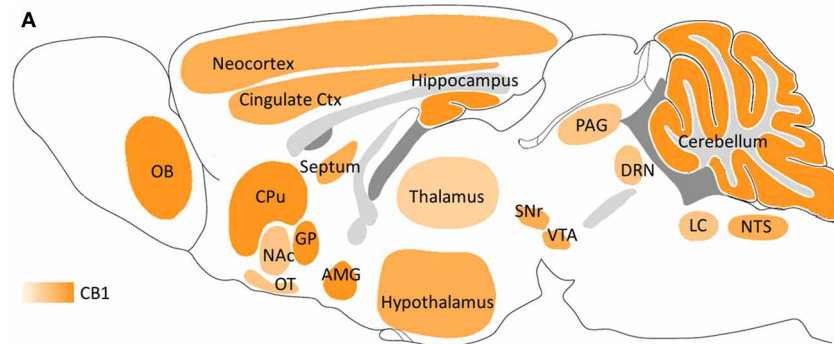 A
Neocortex
Cingulate Ctx
Hippocampus
OB
Septum
CPu
GP
NAc
OT
AMG
Thalamus
Hypothalamus
SNr
VTA
PAG
DRN
Cerebellum
LC
NTS
CB1